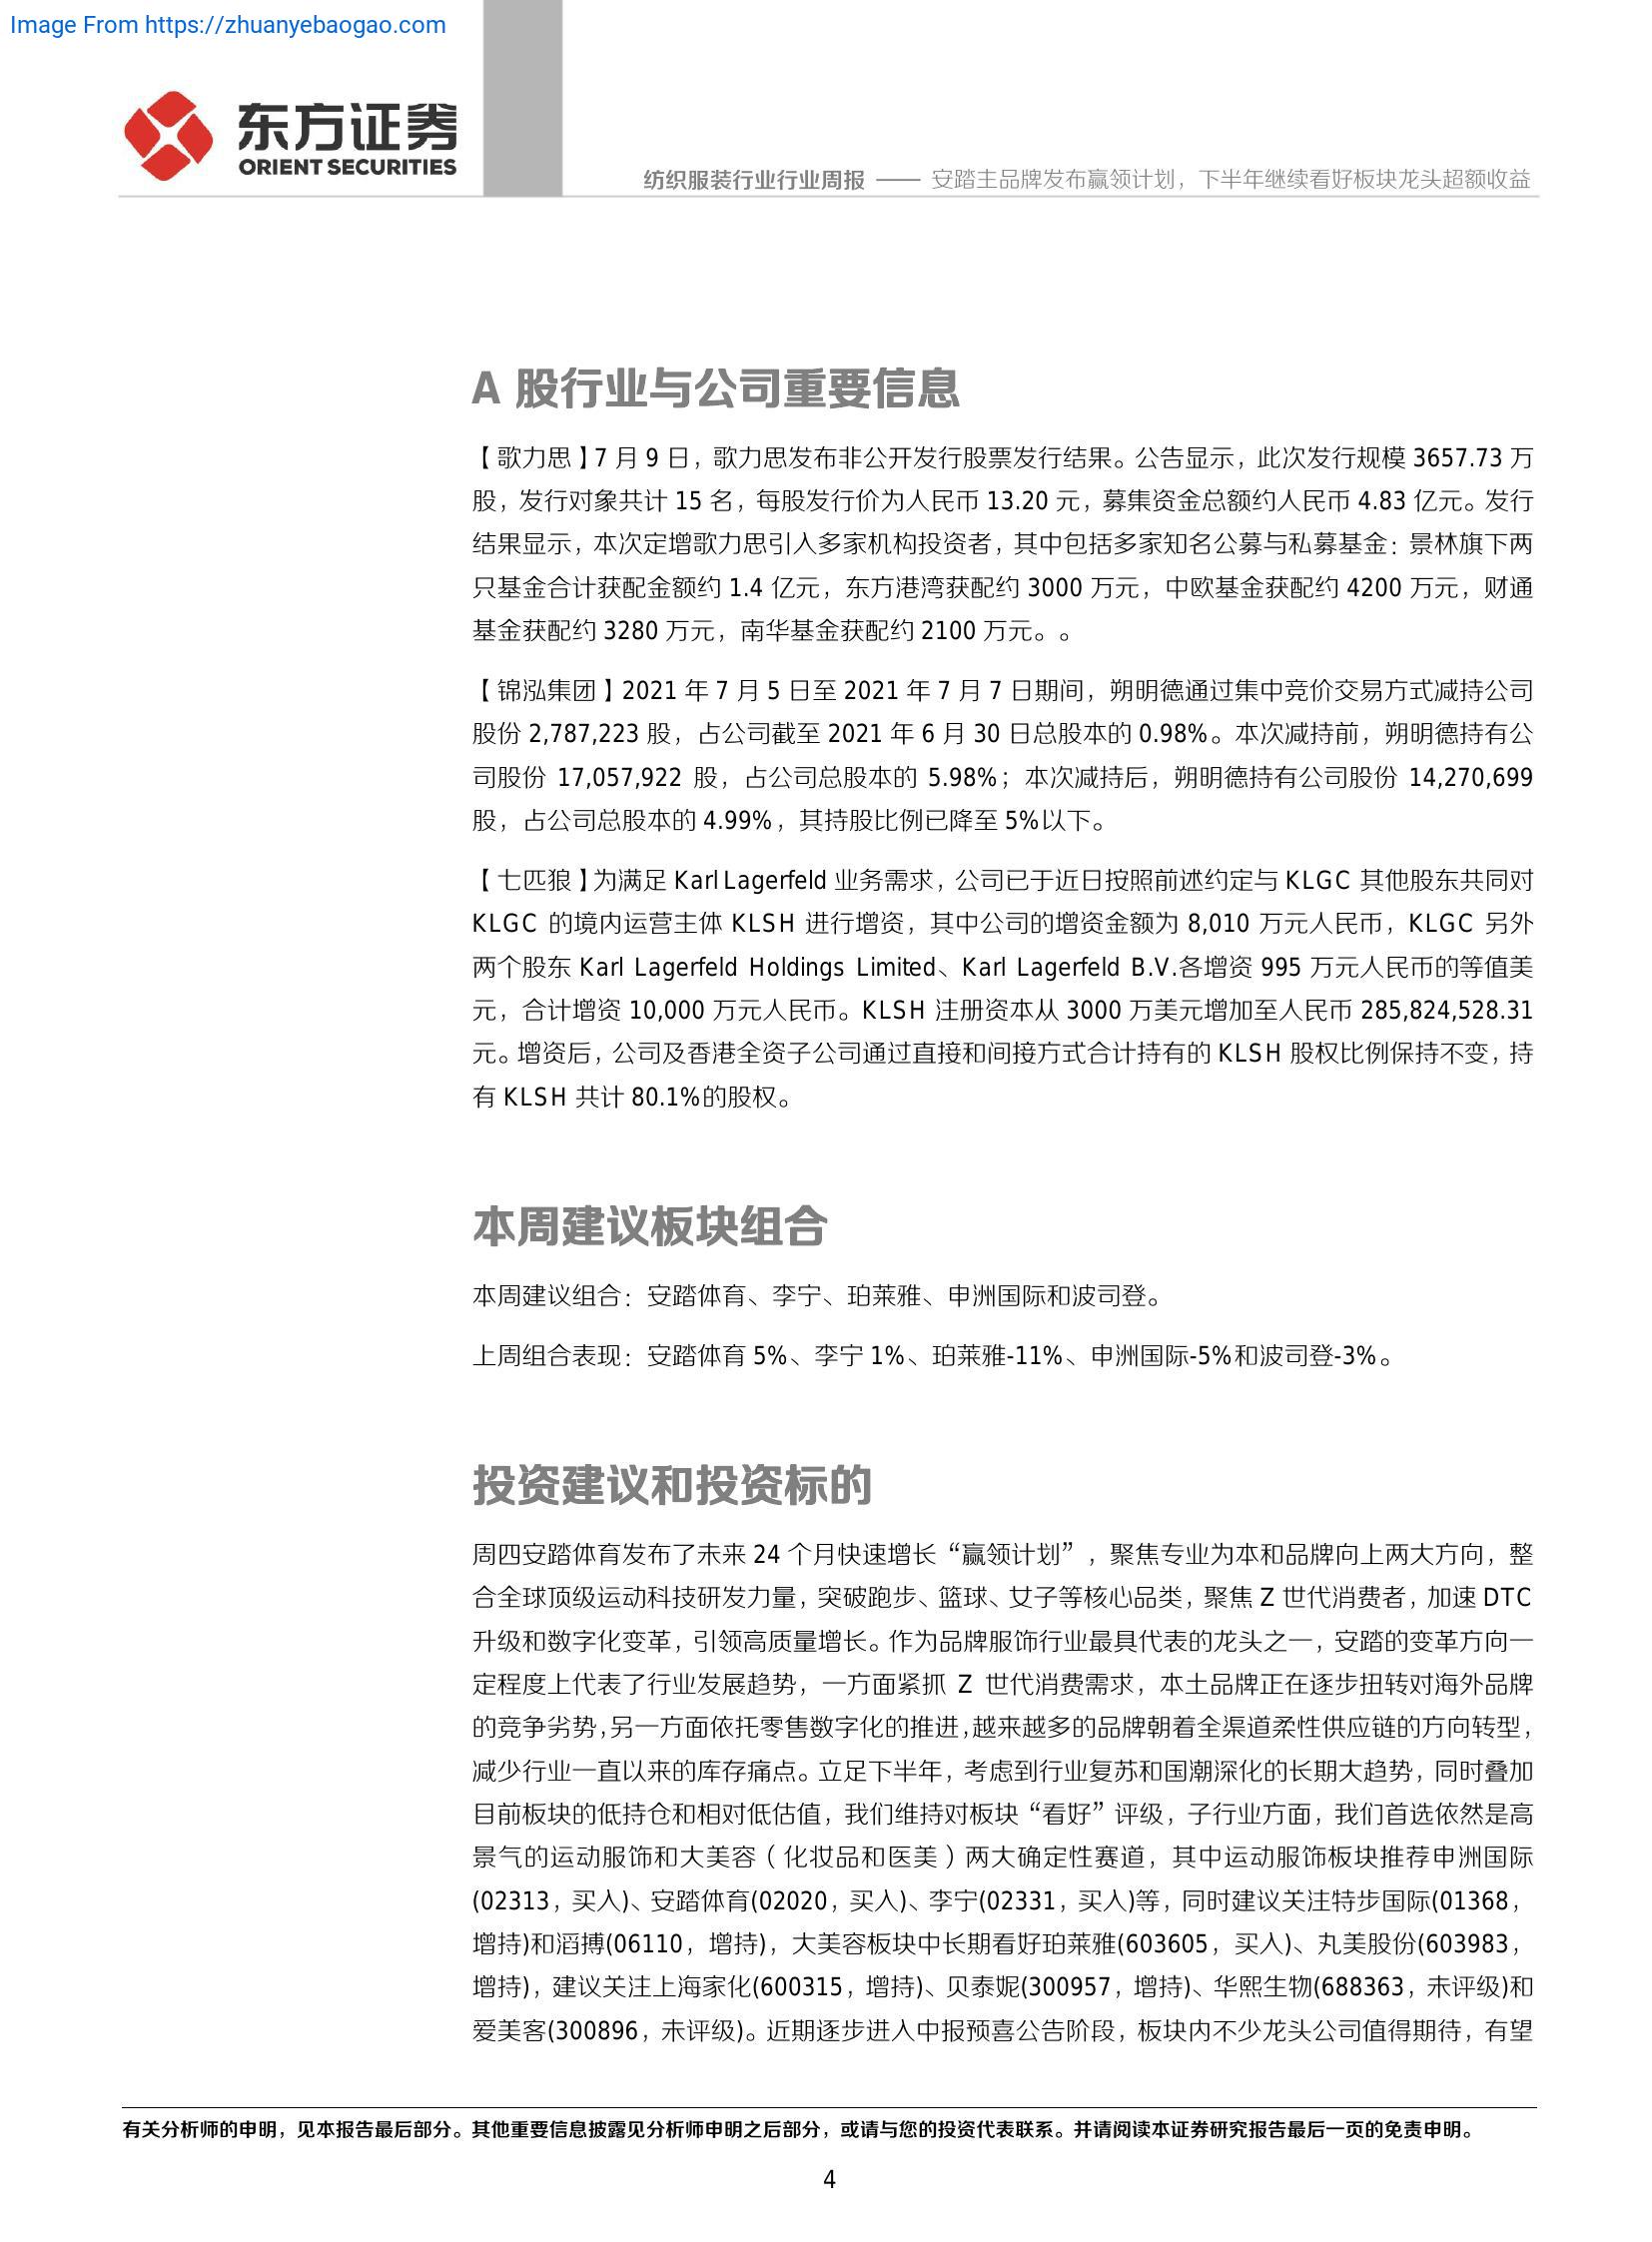 Image From https://zhuanyebaogao.com
东方证券
ORIENT SECURITIES
纺织服装行业行业周报 —— 安踏主品牌发布赢领计划，下半年继续看好板块龙头超额收益
A 股行业与公司重要信息
【歌力思】7 月 9 日，歌力思发布非公开发行股票发行结果。公告显示，此次发行规模 3657.73 万
股，发行对象共计 15 名，每股发行价为人民币 13.20 元，募集资金总额约人民币 4.83 亿元。发行
结果显示，本次定增歌力思引入多家机构投资者，其中包括多家知名公募与私募基金：景林旗下两
只基金合计获配金额约 1.4 亿元，东方港湾获配约 3000 万元，中欧基金获配约 4200 万元，财通
基金获配约 3280 万元，南华基金获配约 2100 万元。。
【锦泓集团】2021 年 7 月 5 日至 2021 年 7 月 7 日期间，朔明德通过集中竞价交易方式减持公司
股份 2,787,223 股，占公司截至 2021 年 6 月 30 日总股本的 0.98%。本次减持前，朔明德持有公
司股份 17,057,922 股，占公司总股本的 5.98%；本次减持后，朔明德持有公司股份 14,270,699
股，占公司总股本的 4.99%，其持股比例已降至 5%以下。
【七匹狼】为满足 Karl Lagerfeld 业务需求，公司已于近日按照前述约定与 KLGC 其他股东共同对
KLGC 的境内运营主体 KLSH 进行增资，其中公司的增资金额为 8,010 万元人民币，KLGC 另外
两个股东 Karl Lagerfeld Holdings Limited、Karl Lagerfeld B.V.各增资 995 万元人民币的等值美
元，合计增资 10,000 万元人民币。KLSH 注册资本从 3000 万美元增加至人民币 285,824,528.31
元。增资后，公司及香港全资子公司通过直接和间接方式合计持有的 KLSH 股权比例保持不变，持
有 KLSH 共计 80.1%的股权。
本周建议板块组合
本周建议组合：安踏体育、李宁、珀莱雅、申洲国际和波司登。
上周组合表现：安踏体育 5%、李宁 1%、珀莱雅-11%、申洲国际-5%和波司登-3%。
投资建议和投资标的
周四安踏体育发布了未来 24 个月快速增长“赢领计划”，聚焦专业为本和品牌向上两大方向，整
合全球顶级运动科技研发力量，突破跑步、篮球、女子等核心品类，聚焦 Z 世代消费者，加速 DTC
升级和数字化变革，引领高质量增长。作为品牌服饰行业最具代表的龙头之一，安踏的变革方向一
定程度上代表了行业发展趋势，一方面紧抓 Z 世代消费需求，本土品牌正在逐步扭转对海外品牌
的竞争劣势，另一方面依托零售数字化的推进，越来越多的品牌朝着全渠道柔性供应链的方向转型，
减少行业一直以来的库存痛点。立足下半年，考虑到行业复苏和国潮深化的长期大趋势，同时叠加
目前板块的低持仓和相对低估值，我们维持对板块“看好”评级，子行业方面，我们首选依然是高
景气的运动服饰和大美容（化妆品和医美）两大确定性赛道，其中运动服饰板块推荐申洲国际
(02313，买入)、安踏体育(02020，买入)、李宁(02331，买入)等，同时建议关注特步国际(01368，
增持)和滔搏(06110，增持)，大美容板块中长期看好珀莱雅(603605，买入)、丸美股份(603983，
增持)，建议关注上海家化(600315，增持)、贝泰妮(300957，增持)、华熙生物(688363，未评级)和
爱美客(300896，未评级)。近期逐步进入中报预喜公告阶段，板块内不少龙头公司值得期待，有望
有关分析师的申明，见本报告最后部分。其他重要信息披露见分析师申明之后部分，或请与您的投资代表联系。并请阅读本证券研究报告最后一页的免责申明。
4